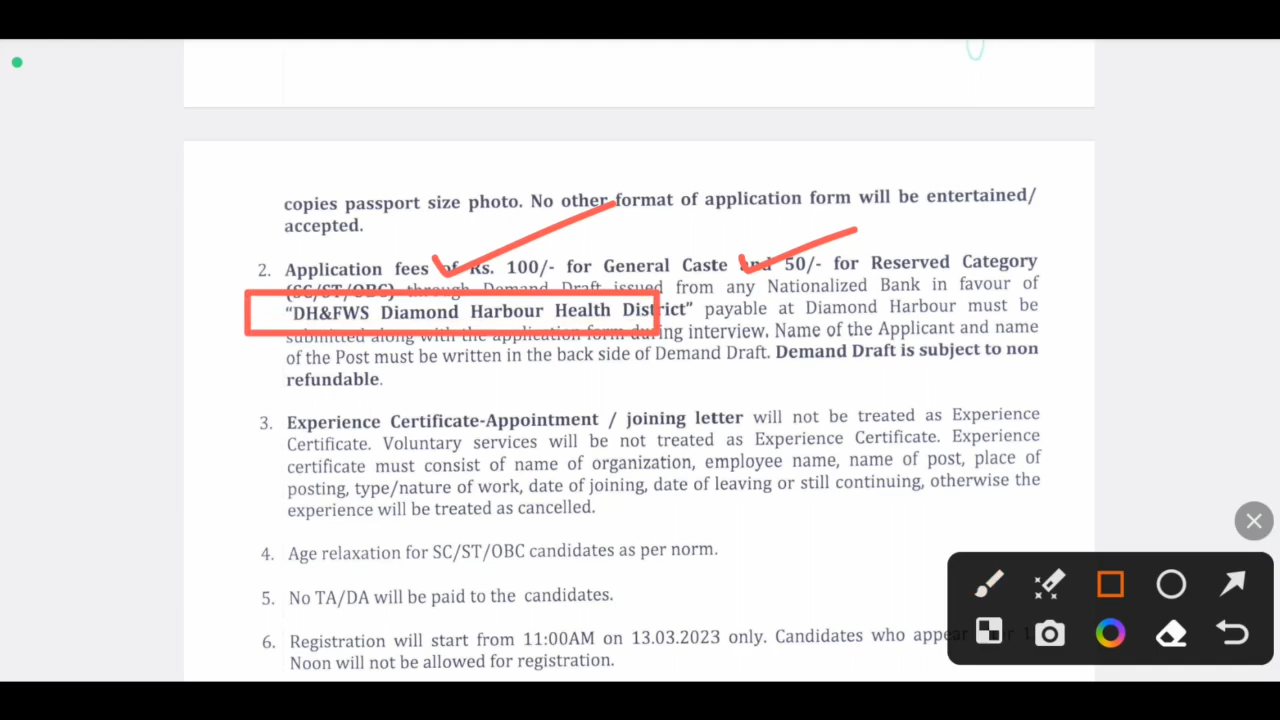 copies passport size photo. No other format of application form will be entertained/
accepted.
2. Application fees of Rs. 100/- for General Caste and 50/- for Reserved Category
(SC/ST/OBC) through Demand Draft issued from any Nationalized Bank in favour of
“DH&FWS Diamond Harbour Health District” payable at Diamond Harbour must be
submitted along with the application form during interview. Name of the Applicant and name
of the Post must be written in the back side of Demand Draft. Demand Draft is subject to non
refundable.
3. Experience Certificate-Appointment / joining letter will not be treated as Experience
Certificate. Voluntary services will be not treated as Experience Certificate. Experience
certificate must consist of name of organization, employee name, name of post, place of
posting, type/nature of work, date of joining, date of leaving or still continuing, otherwise the
experience will be treated as cancelled.
4. Age relaxation for SC/ST/OBC candidates as per norm.
5. No TA/DA will be paid to the candidates.
6. Registration will start from 11:00AM on 13.03.2023 only. Candidates who appear
Noon will not be allowed for registration.